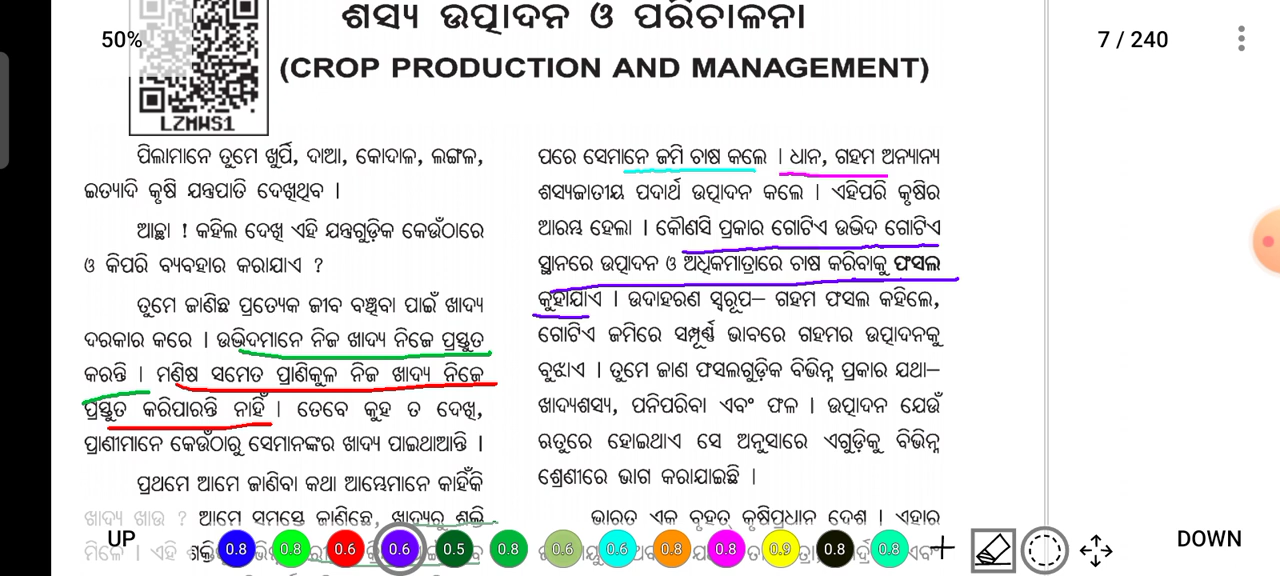 ଶସ୍ୟ ଉତ୍ପାଦନ ଓ ପରିଚାଳନା
50%
7 / 240
(CROP PRODUCTION AND MANAGEMENT)
LZMWS1
ପିଲାମାନେ ତୁମେ ଖୁର୍ପି, ଦାଆ, କୋଦାଳ, ଲଙ୍ଗଳ,
ଇତ୍ୟାଦି କୃଷି ଯନ୍ତ୍ରପାତି ଦେଖିଥିବ ।
ଆଚ୍ଛା ! କହିଲ ଦେଖି ଏହି ଯନ୍ତ୍ରଗୁଡ଼ିକ କେଉଁଠାରେ
ଓ କିପରି ବ୍ୟବହାର କରାଯାଏ ?
ତୁମେ ଜାଣିଛ ପ୍ରତ୍ୟେକ ଜୀବ ବଞ୍ଚିବା ପାଇଁ ଖାଦ୍ୟ
ଦରକାର କରେ । ଉଦ୍ଭିଦମାନେ ନିଜ ଖାଦ୍ୟ ନିଜେ ପ୍ରସ୍ତୁତ
କରନ୍ତି । ମଣିଷ ସମେତ ପ୍ରାଣିକୁଳ ନିଜ ଖାଦ୍ୟ ନିଜେ
ପ୍ରସ୍ତୁତ କରିପାରନ୍ତି ନାହିଁ । ତେବେ କୁହ ତ ଦେଖି,
ପ୍ରାଣୀମାନେ କେଉଁଠାରୁ ସେମାନଙ୍କର ଖାଦ୍ୟ ପାଇଥାଆନ୍ତି ।
ପ୍ରଥମେ ଆମେ ଜାଣିବା କଥା ଆମ୍ଭେମାନେ କାହିଁକି
ଖାଦ୍ୟ ଖାଉ ? ଆମେ ସମସ୍ତେ ଜାଣିଛେ, ଖାଦ୍ୟରୁ ଶକ୍ତି
ମିଳେ । ଏହି ଶକ୍ତି
ପରେ ସେମାନେ ଜମି ଚାଷ କଲେ । ଧାନ, ଗହମ ଅନ୍ୟାନ୍ୟ
ଶସ୍ୟଜାତୀୟ ପଦାର୍ଥ ଉତ୍ପାଦନ କଲେ । ଏହିପରି କୃଷିର
ଆରମ୍ଭ ହେଲା । କୌଣସି ପ୍ରକାର ଗୋଟିଏ ଉଦ୍ଭିଦ ଗୋଟିଏ
ସ୍ଥାନରେ ଉତ୍ପାଦନ ଓ ଅଧିକମାତ୍ରାରେ ଚାଷ କରିବାକୁ ଫସଲ
କୁହାଯାଏ । ଉଦାହରଣ ସ୍ୱରୂପ– ଗହମ ଫସଲ କହିଲେ,
ଗୋଟିଏ ଜମିରେ ସମ୍ପୂର୍ଣ୍ଣ ଭାବରେ ଗହମର ଉତ୍ପାଦନକୁ
ବୁଝାଏ । ତୁମେ ଜାଣ ଫସଲଗୁଡ଼ିକ ବିଭିନ୍ନ ପ୍ରକାର ଯଥା–
ଖାଦ୍ୟଶସ୍ୟ, ପନିପରିବା ଏବଂ ଫଳ । ଉତ୍ପାଦନ ଯେଉଁ
ଋତୁରେ ହୋଇଥାଏ ସେ ଅନୁସାରେ ଏଗୁଡ଼ିକୁ ବିଭିନ୍ନ
ଶ୍ରେଣୀରେ ଭାଗ କରାଯାଇଛି ।
ଭାରତ ଏକ ବୃହତ୍ କୃଷିପ୍ରଧାନ ଦେଶ । ଏହାର
UP
0.8 0.8 0.6 0.6 0.5 0.8 0.6 0.6 0.8 0.8 0.9 0.8 0.8
DOWN